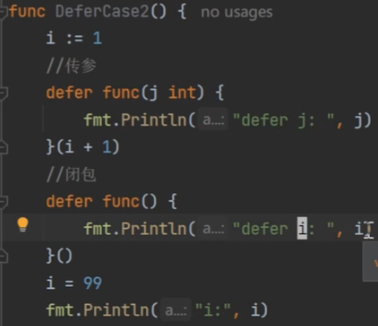 func DeferCase2() { no usages
i := 1
//传参
defer func(j int) {
fmt.Println( a...: "defer j: ", j)
}(i + 1)
//闭包
defer func() {
fmt.Println( a...: "defer i: ", i
}()
i = 99
fmt.Println( a...: "i:", i)